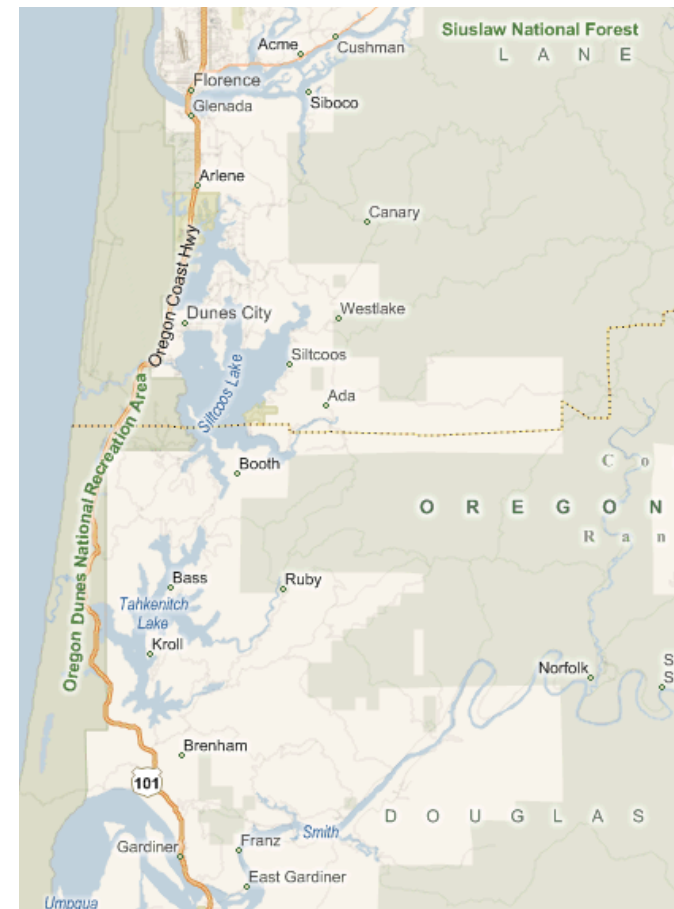 Siuslaw National Forest
Acme
Cushman
L A N E
Florence
Glenada
Siboco
Arlene
Canary
Oregon Coast Hwy
Dunes City
Westlake
Siltcoos
Siltcoos Lake
Ada
Oregon Dunes National Recreation Area
Booth
C o
O R E G O N
R a n
Bass
Ruby
Tahkenitch
Lake
Kroll
Norfolk
S
S
Brenham
101
Smith
D O U G L A S
Gardiner
Franz
East Gardiner
Umpqua